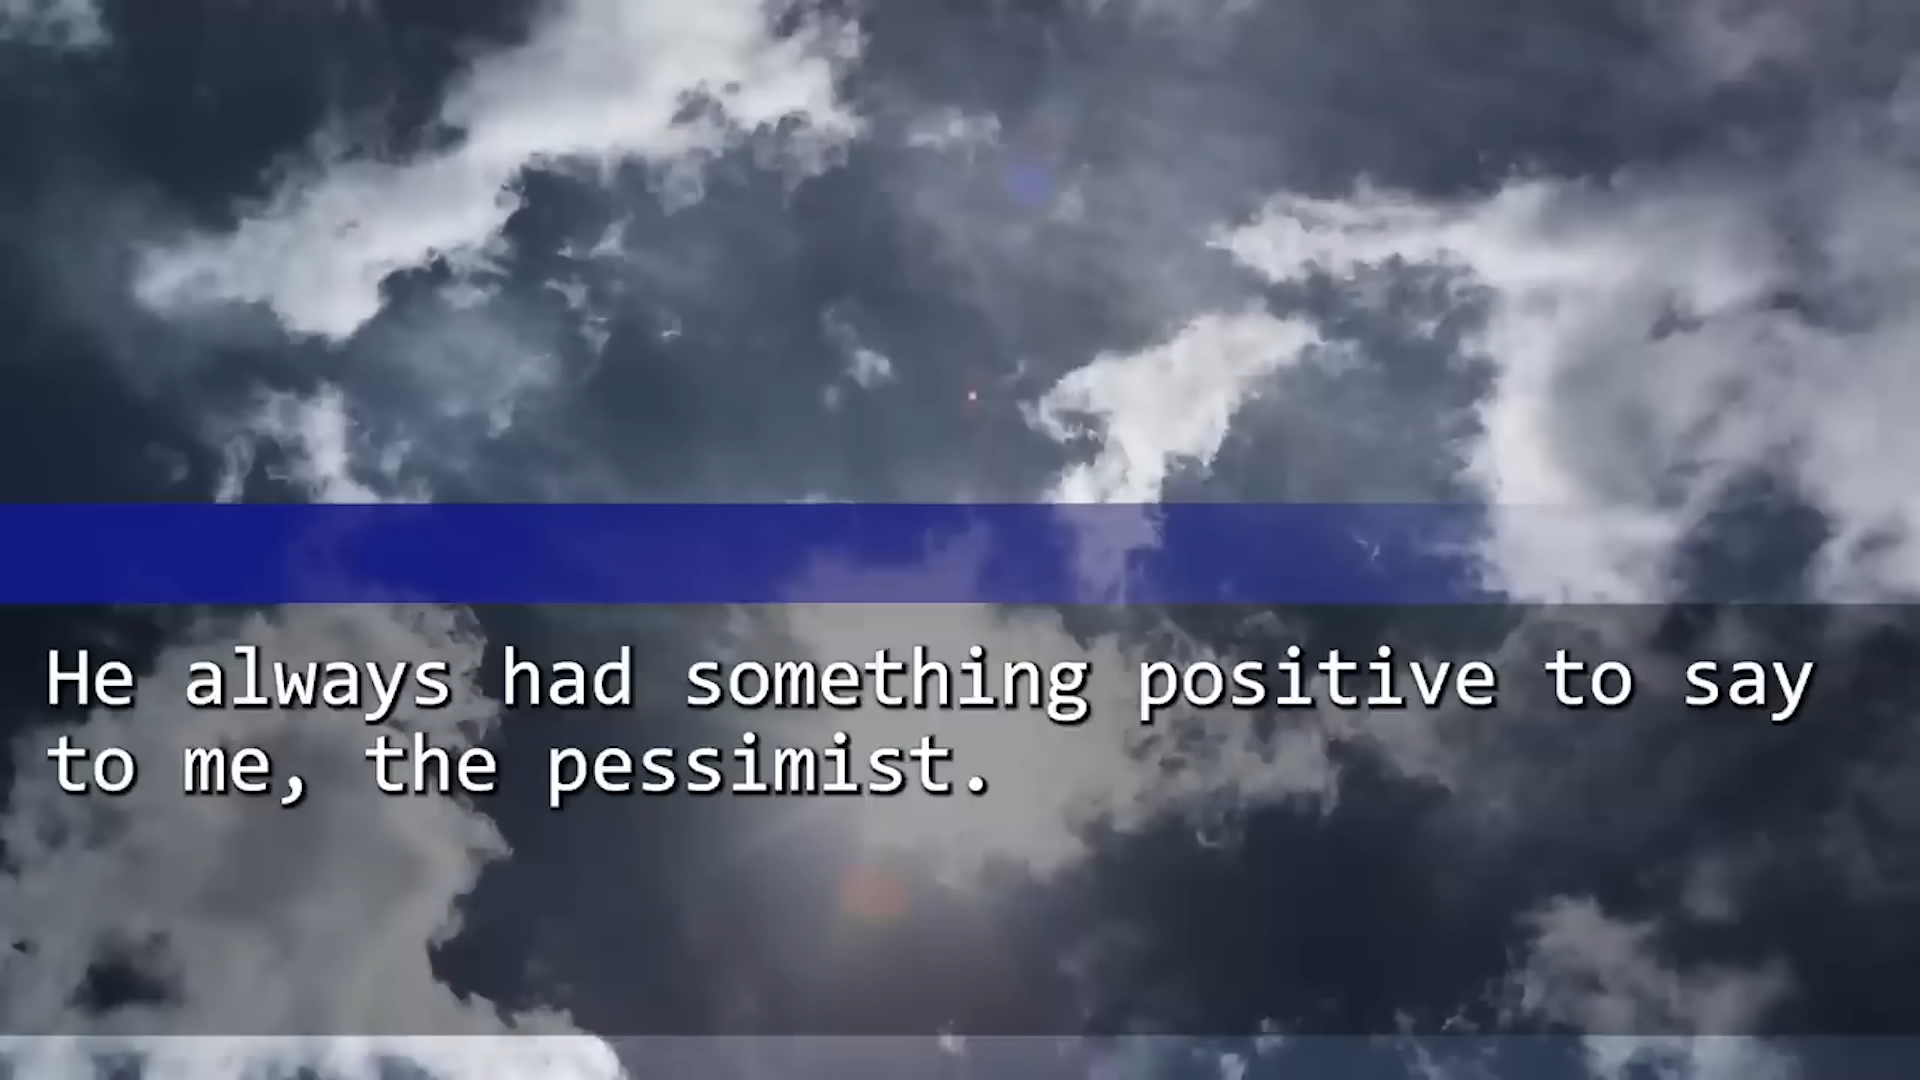 He always had something positive to say
to me, the pessimist.